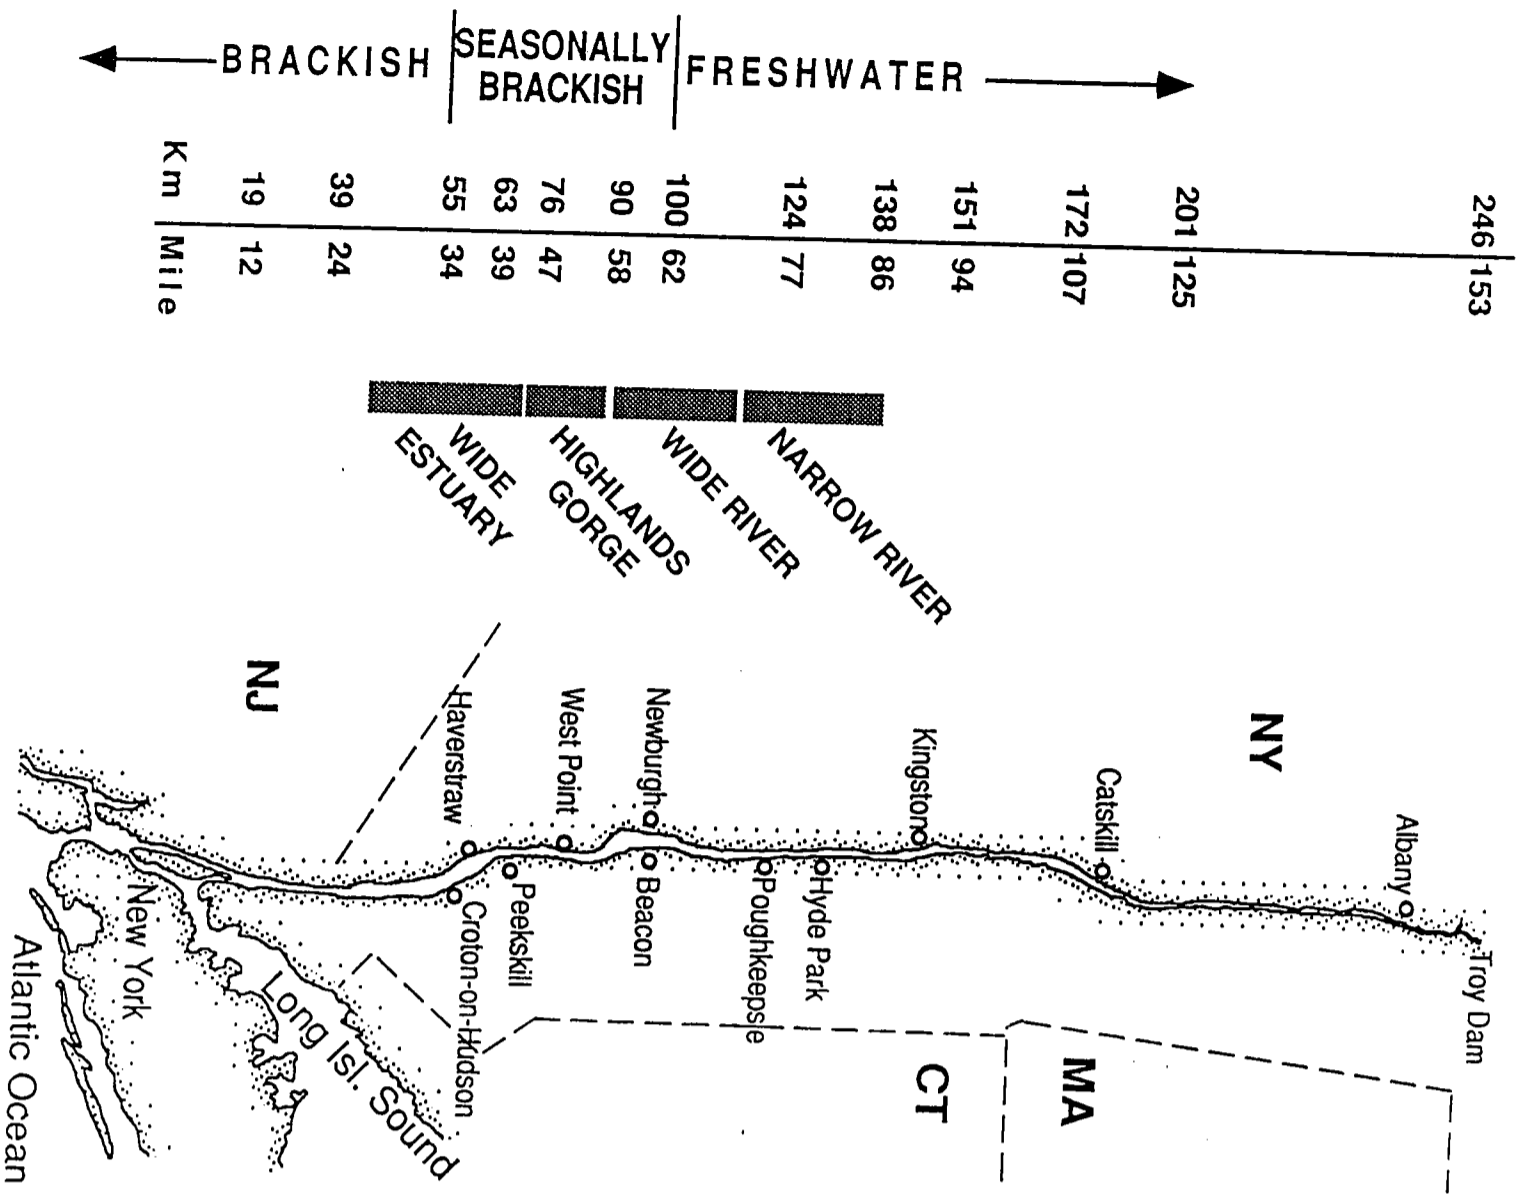 BRACKISH
SEASONALLY
BRACKISH
FRESHWATER
Km
19
39
55
63
76
90
100
124
138
151
172
201
246
Mile
12
24
34
39
47
58
62
77
86
94
107
125
153
WIDE
ESTUARY
HIGHLANDS
GORGE
WIDE RIVER
NARROW RIVER
NJ
NY
Haverstraw
West Point
Newburgh
Kingston
Catskill
Albany
Troy Dam
New York
Croton-on-Hudson
Peekskill
Beacon
Poughkeepsie
Hyde Park
Long Isl. Sound
Atlantic Ocean
CT
MA